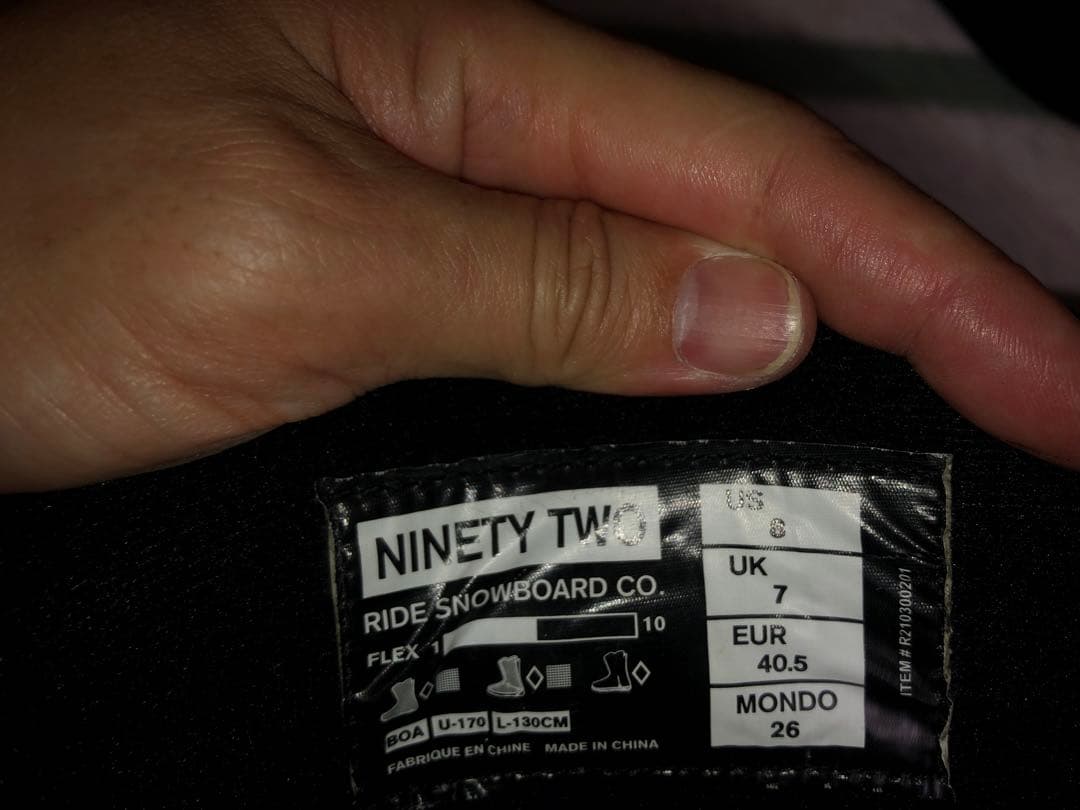 NINETY TWO
RIDE SNOWBOARD CO.
FLEX 1 10
BOA U-170 L-130CM
FABRIQUE EN CHINE MADE IN CHINA
US
8
UK
7
EUR
40.5
MONDO
26
ITEM # R210300201